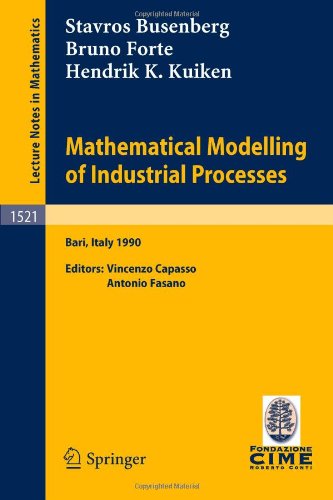 Stavros Busenberg
Bruno Forte
Hendrik K. Kuiken
Lecture Notes in Mathematics
Mathematical Modelling
of Industrial Processes
1521
Bari, Italy 1990
Editors: Vincenzo Capasso
Antonio Fasano
FONDAZIONE
CIME
ROBERTO CONTI
Springer